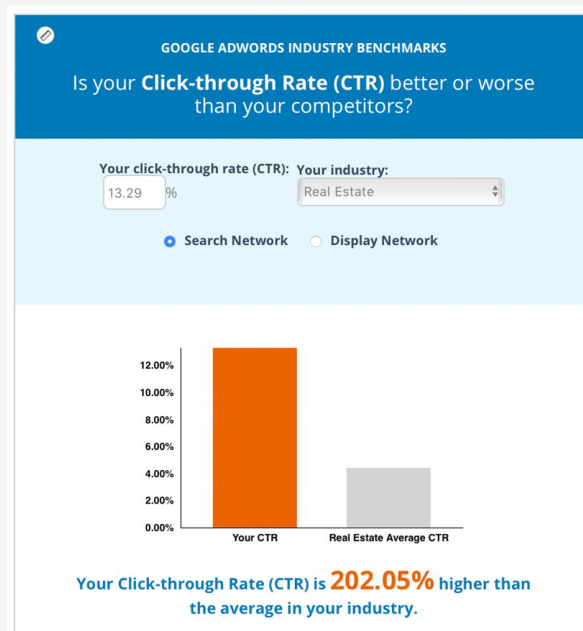 GOOGLE ADWORDS INDUSTRY BENCHMARKS
Is your Click-through Rate (CTR) better or worse
than your competitors?
Your click-through rate (CTR): Your industry:
13.29 % Real Estate
Search Network Display Network
12.00%
10.00%
8.00%
6.00%
4.00%
2.00%
0.00%
Your CTR Real Estate Average CTR
Your Click-through Rate (CTR) is 202.05% higher than
the average in your industry.